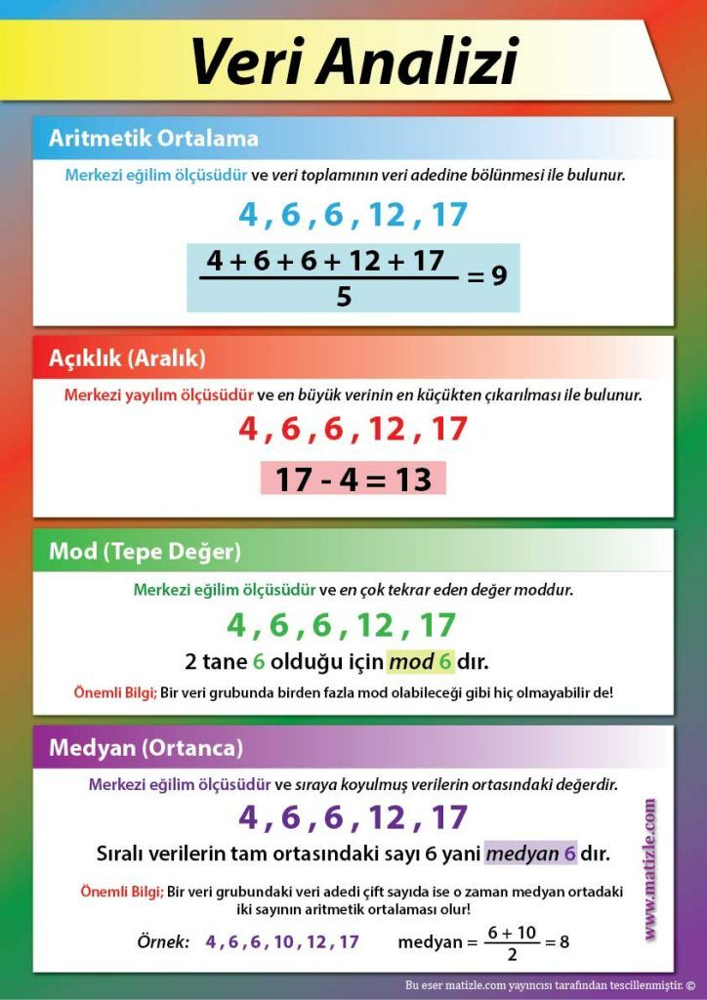 Veri Analizi
Aritmetik Ortalama
Merkezi eğilim ölçüsüdür ve veri toplamının veri adedine bölünmesi ile bulunur.
4 , 6 , 6 , 12 , 17
4 + 6 + 6 + 12 + 17
5
= 9
Açıklık (Aralık)
Merkezi yayılım ölçüsüdür ve en büyük verinin en küçükten çıkarılması ile bulunur.
4 , 6 , 6 , 12 , 17
17 - 4 = 13
Mod (Tepe Değer)
Merkezi eğilim ölçüsüdür ve en çok tekrar eden değer moddur.
4 , 6 , 6 , 12 , 17
2 tane 6 olduğu için mod 6 dır.
Önemli Bilgi; Bir veri grubunda birden fazla mod olabileceği gibi hiç olmayabilir de!
Medyan (Ortanca)
Merkezi eğilim ölçüsüdür ve sıraya koyulmuş verilerin ortasındaki değerdir.
4 , 6 , 6 , 12 , 17
Sıralı verilerin tam ortasındaki sayı 6 yani medyan 6 dır.
Önemli Bilgi; Bir veri grubundaki veri adedi çift sayıda ise o zaman medyan ortadaki
iki sayının aritmetik ortalaması olur!
Örnek: 4 , 6 , 6 , 10 , 12 , 17 medyan =
6 + 10
2
= 8
www.matizle.com
Bu eser matizle.com yayıncısı tarafından tescillenmiştir. ©